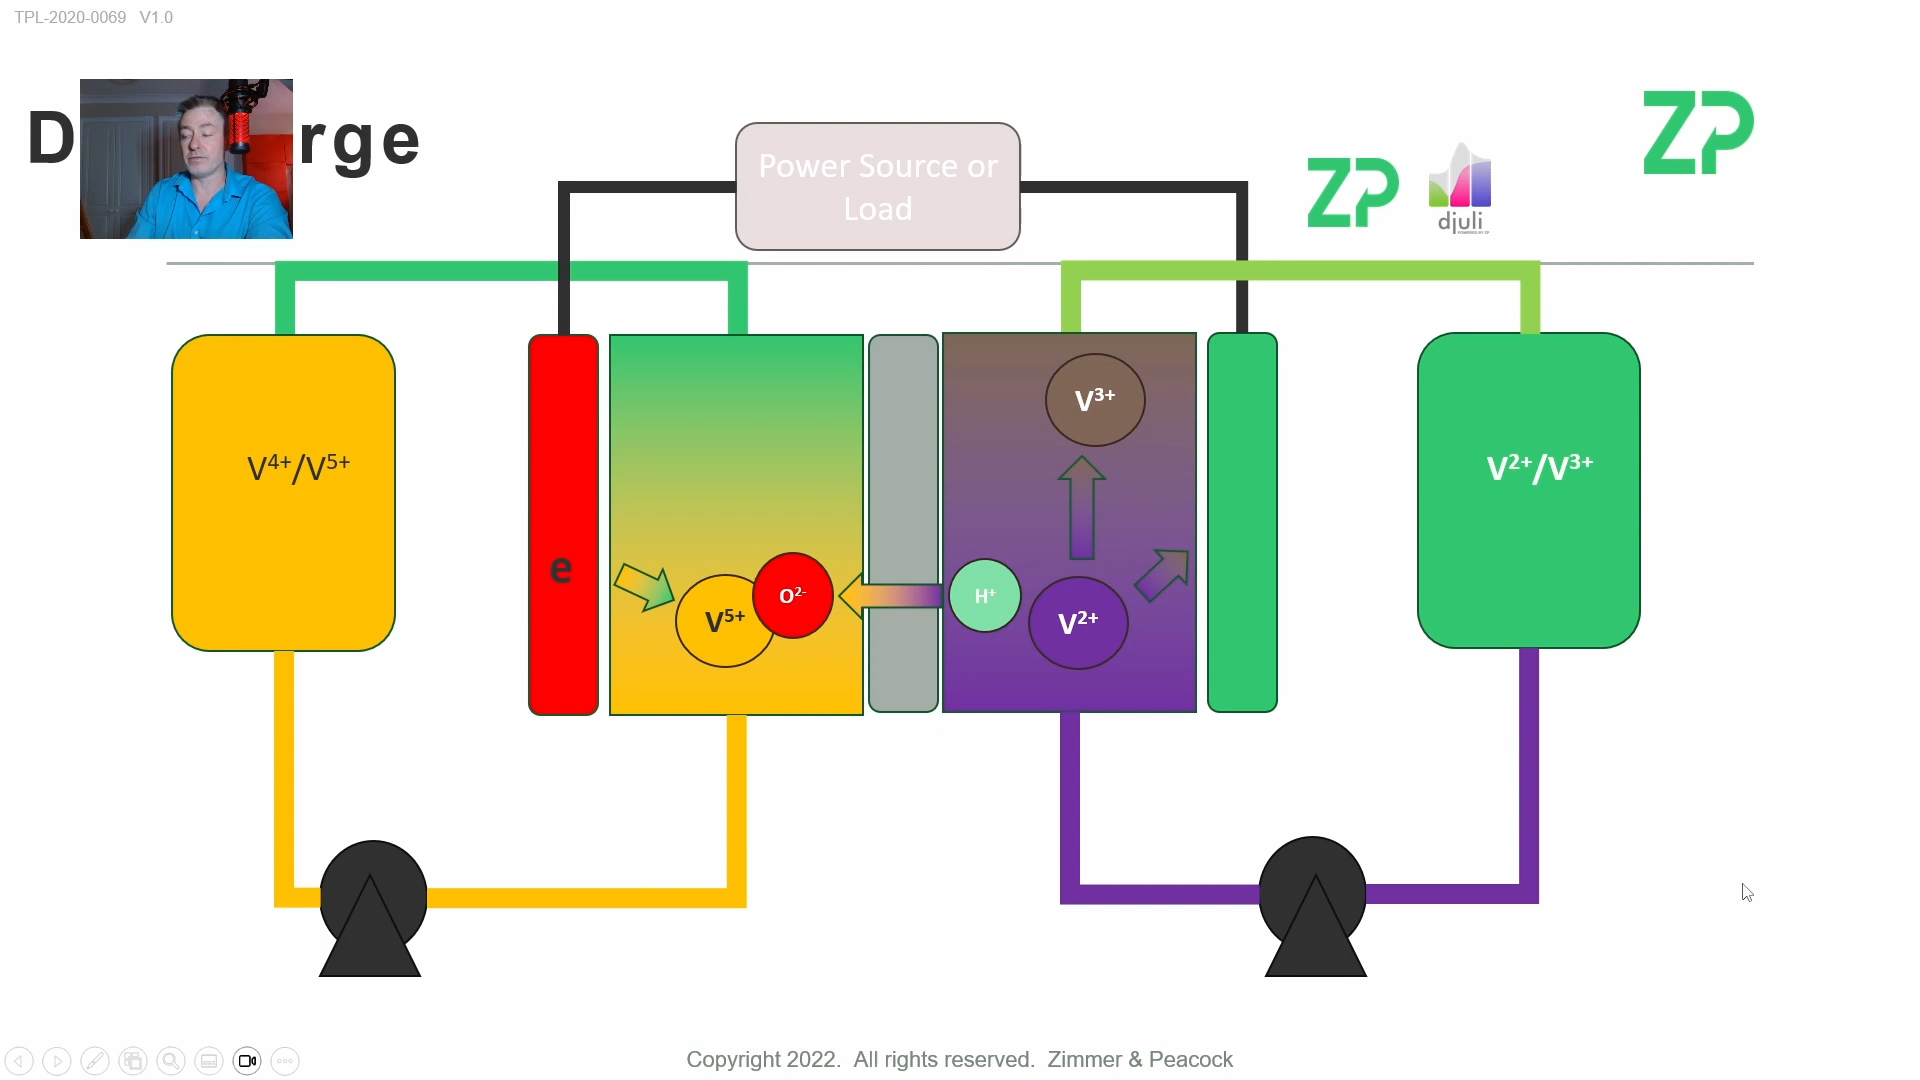 TPL-2020-0069 V1.0
D rge
Power Source or
Load
ZP
djuli
ZP
V4+/V5+
e
V5+
O2-
H+
V3+
V2+
V2+/V3+
Copyright 2022. All rights reserved. Zimmer & Peacock